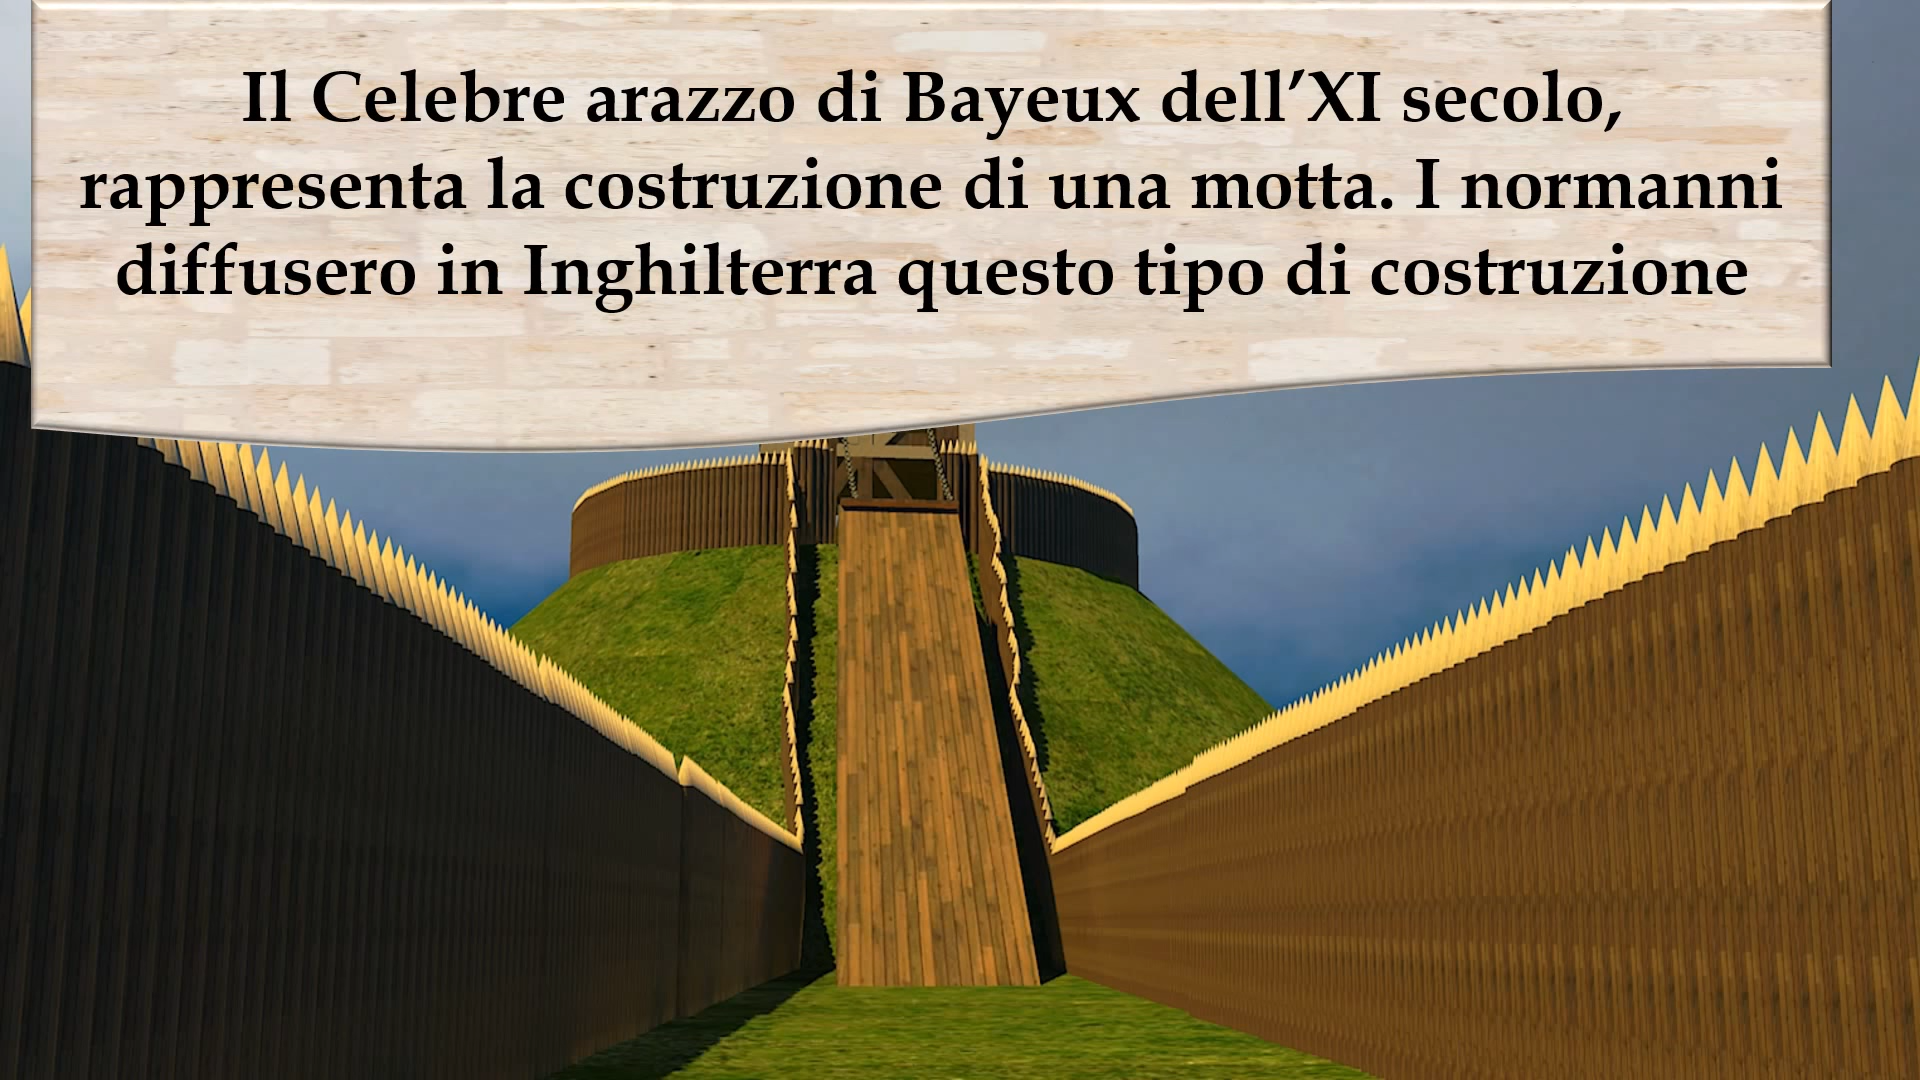 Il Celebre arazzo di Bayeux dell’XI secolo,
rappresenta la costruzione di una motta. I normanni
diffusero in Inghilterra questo tipo di costruzione